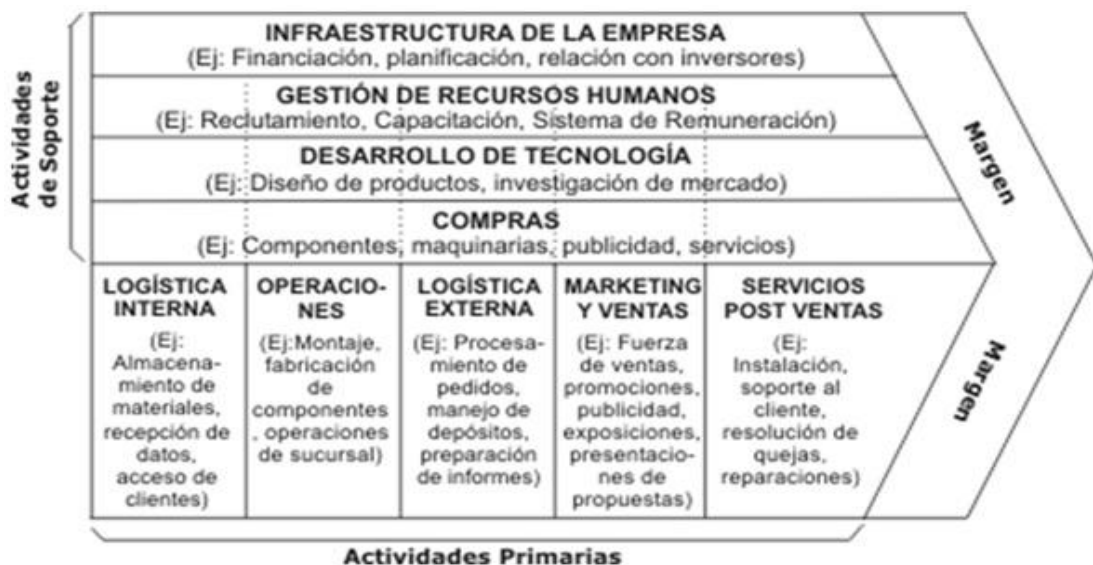 INFRAESTRUCTURA DE LA EMPRESA
(Ej: Financiación, planificación, relación con inversores)
GESTIÓN DE RECURSOS HUMANOS
(Ej: Reclutamiento, Capacitación, Sistema de Remuneración)
DESARROLLO DE TECNOLOGÍA
(Ej: Diseño de productos, investigación de mercado)
COMPRAS
(Ej: Componentes, maquinarias, publicidad, servicios)
Actividades
de Soporte
Margen
LOGÍSTICA
INTERNA
(Ej:
Almacena-
miento de
materiales,
recepción de
datos,
acceso de
clientes)
OPERACIO-
NES
(Ej:Montaje,
fabricación
de
componentes
, operaciones
de sucursal)
LOGÍSTICA
EXTERNA
(Ej: Procesa-
miento de
pedidos,
manejo de
depósitos,
preparación
de informes)
MARKETING
Y VENTAS
(Ej: Fuerza
de ventas,
promociones,
publicidad,
exposiciones,
presentacio-
nes de
propuestas)
SERVICIOS
POST VENTAS
(Ej:
Instalación,
soporte al
cliente,
resolución de
quejas,
reparaciones)
Margen
Actividades Primarias